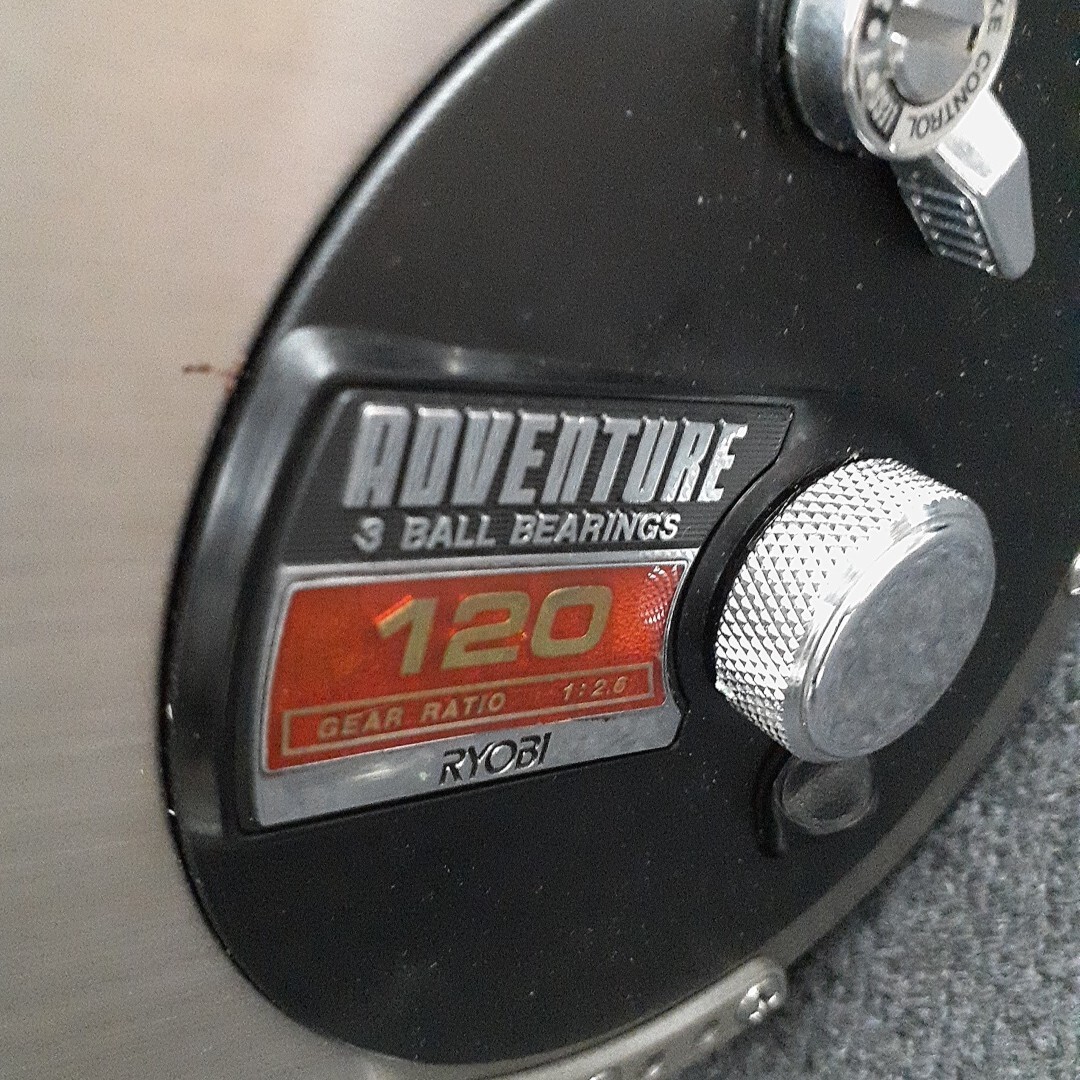 CONTROL
ADVENTURE
3 BALL BEARINGS
120
GEAR RATIO 1:2.6
RYOBI